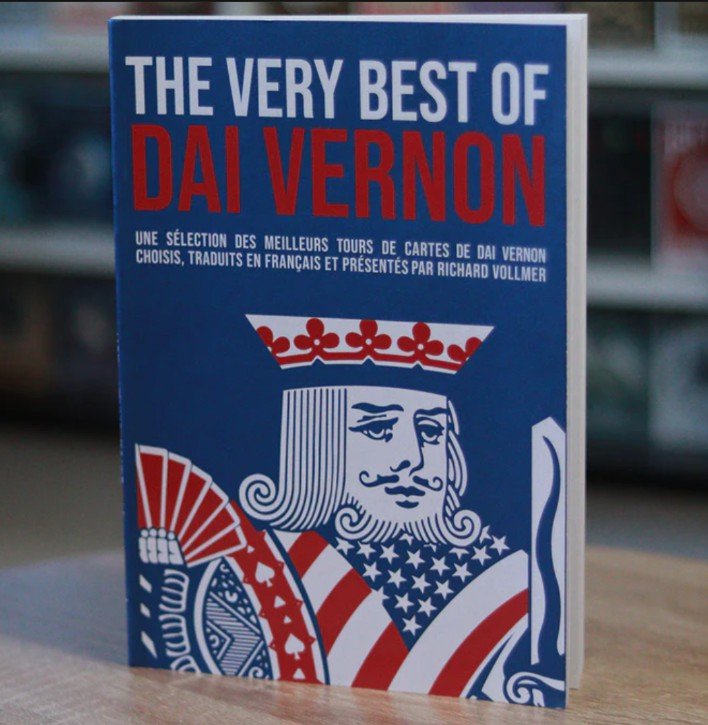 THE VERY BEST OF
DAI VERNON
UNE SÉLECTION DES MEILLEURS TOURS DE CARTES DE DAI VERNON
CHOISIS, TRADUITS EN FRANÇAIS ET PRÉSENTÉS PAR RICHARD VOLLMER